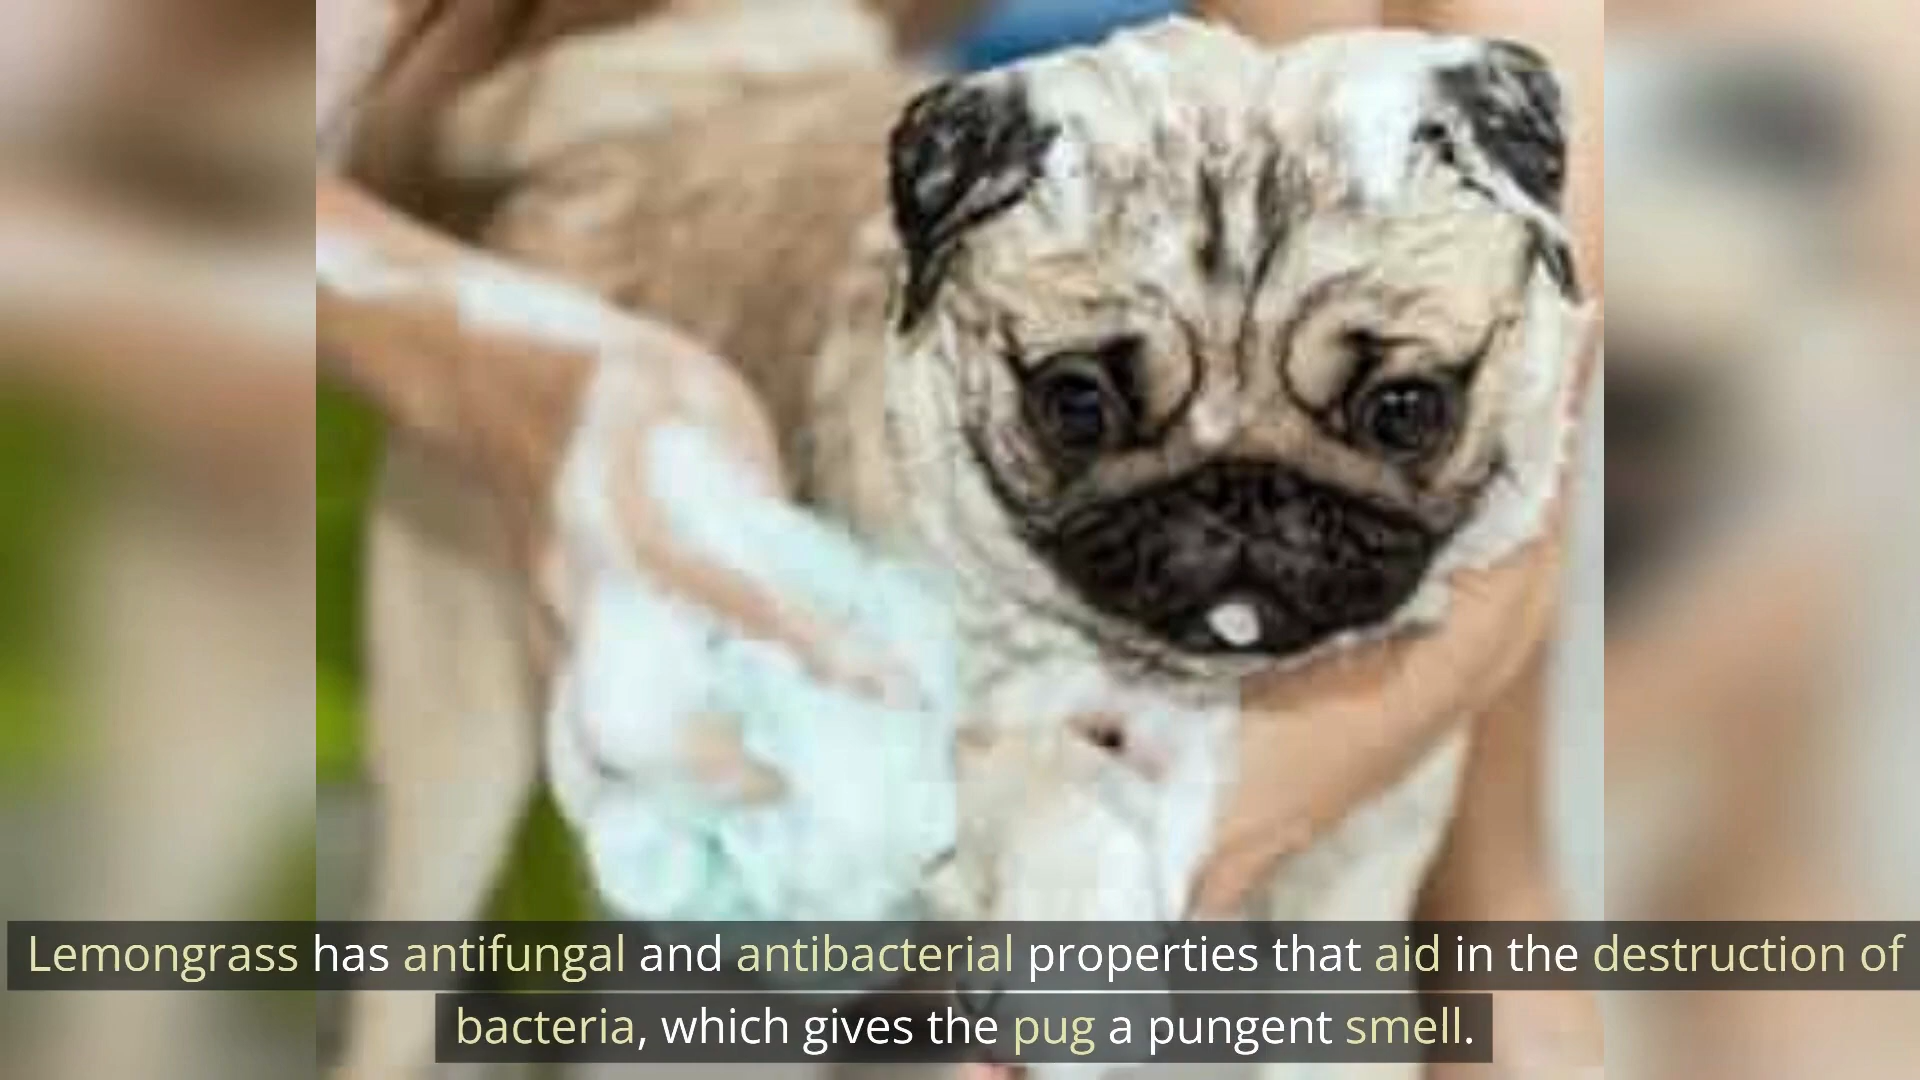 Lemongrass has antifungal and antibacterial properties that aid in the destruction of
bacteria, which gives the pug a pungent smell.